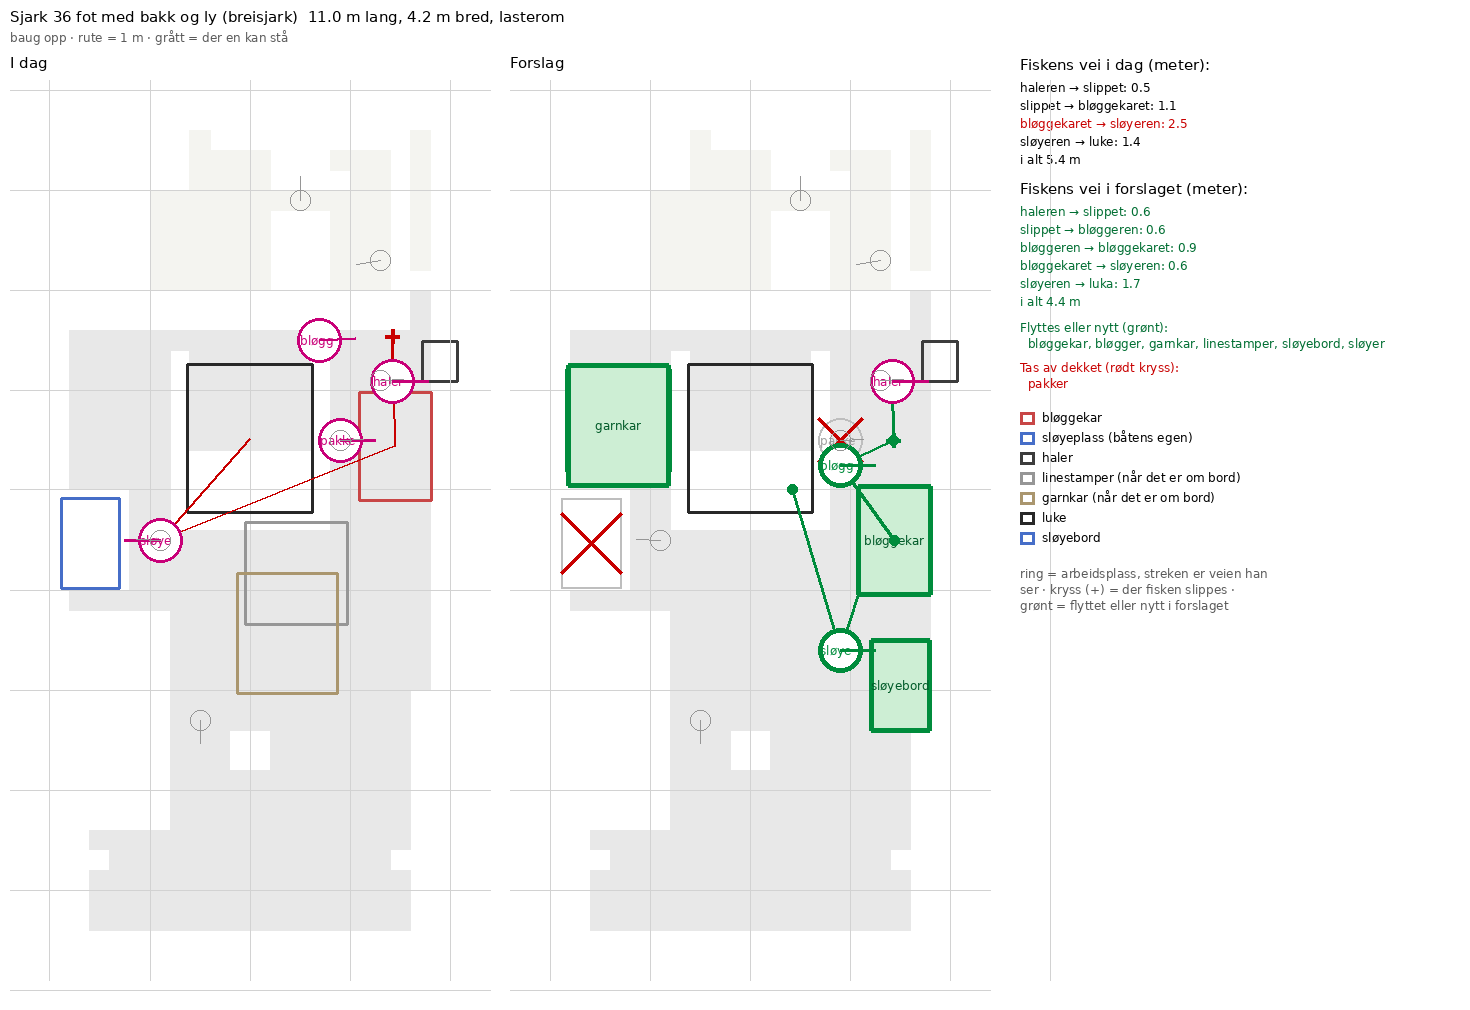 Sjark 36 fot med bakk og ly (breisjark)  11.0 m lang, 4.2 m bred, lasterom
baug opp · rute = 1 m · grått = der en kan stå
I dag
bløgg
haler
pakke
sløye
Forslag
garnkar
haler
pakke
bløgg
bløggekar
sløye
sløyebord
Fiskens vei i dag (meter):
haleren → slippet: 0.5
slippet → bløggekaret: 1.1
bløggekaret → sløyeren: 2.5
sløyeren → luke: 1.4
i alt 5.4 m
Fiskens vei i forslaget (meter):
haleren → slippet: 0.6
slippet → bløggeren: 0.6
bløggeren → bløggekaret: 0.9
bløggekaret → sløyeren: 0.6
sløyeren → luka: 1.7
i alt 4.4 m
Flyttes eller nytt (grønt):
bløggekar, bløgger, garnkar, linestamper, sløyebord, sløyer
Tas av dekket (rødt kryss):
pakker
bløggekar
sløyeplass (båtens egen)
haler
linestamper (når det er om bord)
garnkar (når det er om bord)
luke
sløyebord
ring = arbeidsplass, streken er veien han
ser · kryss (+) = der fisken slippes ·
grønt = flyttet eller nytt i forslaget